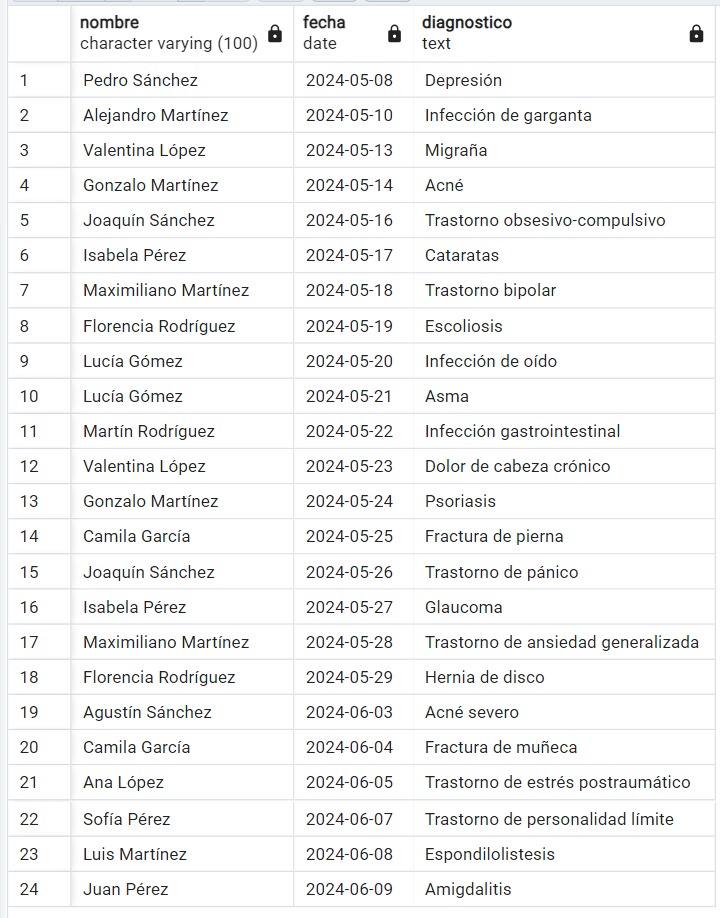 nombre fecha diagnostico
character varying (100) date text
1 Pedro Sánchez 2024-05-08 Depresión
2 Alejandro Martínez 2024-05-10 Infección de garganta
3 Valentina López 2024-05-13 Migraña
4 Gonzalo Martínez 2024-05-14 Acné
5 Joaquín Sánchez 2024-05-16 Trastorno obsesivo-compulsivo
6 Isabela Pérez 2024-05-17 Cataratas
7 Maximiliano Martínez 2024-05-18 Trastorno bipolar
8 Florencia Rodríguez 2024-05-19 Escoliosis
9 Lucía Gómez 2024-05-20 Infección de oído
10 Lucía Gómez 2024-05-21 Asma
11 Martín Rodríguez 2024-05-22 Infección gastrointestinal
12 Valentina López 2024-05-23 Dolor de cabeza crónico
13 Gonzalo Martínez 2024-05-24 Psoriasis
14 Camila García 2024-05-25 Fractura de pierna
15 Joaquín Sánchez 2024-05-26 Trastorno de pánico
16 Isabela Pérez 2024-05-27 Glaucoma
17 Maximiliano Martínez 2024-05-28 Trastorno de ansiedad generalizada
18 Florencia Rodríguez 2024-05-29 Hernia de disco
19 Agustín Sánchez 2024-06-03 Acné severo
20 Camila García 2024-06-04 Fractura de muñeca
21 Ana López 2024-06-05 Trastorno de estrés postraumático
22 Sofía Pérez 2024-06-07 Trastorno de personalidad límite
23 Luis Martínez 2024-06-08 Espondilolistesis
24 Juan Pérez 2024-06-09 Amigdalitis